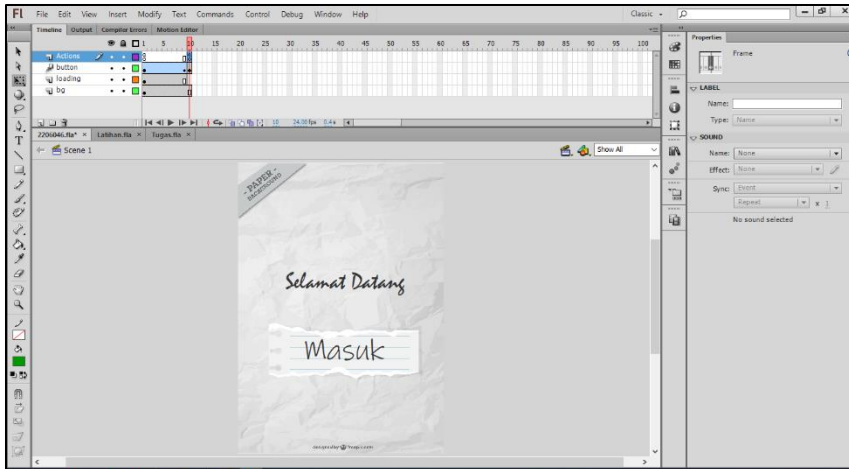 Fl File Edit View Insert Modify Text Commands Control Debug Window Help Classic
Timeline Output Compiler Errors Motion Editor
1 5 10 15 20 25 30 35 40 45 50 55 60 65 70 75 80 85 90 95 100
Actions
button
loading
bg
10 24.00 fps 0.4 s
2206046.fla* × Latihan.fla × Tugas.fla ×
Scene 1 Show All
- PAPER -
BACKGROUND
Selamat Datang
Masuk
Properties
Frame
LABEL
Name:
Type: Name
SOUND
Name: None
Effect: None
Sync: Event
Repeat x 1
No sound selected